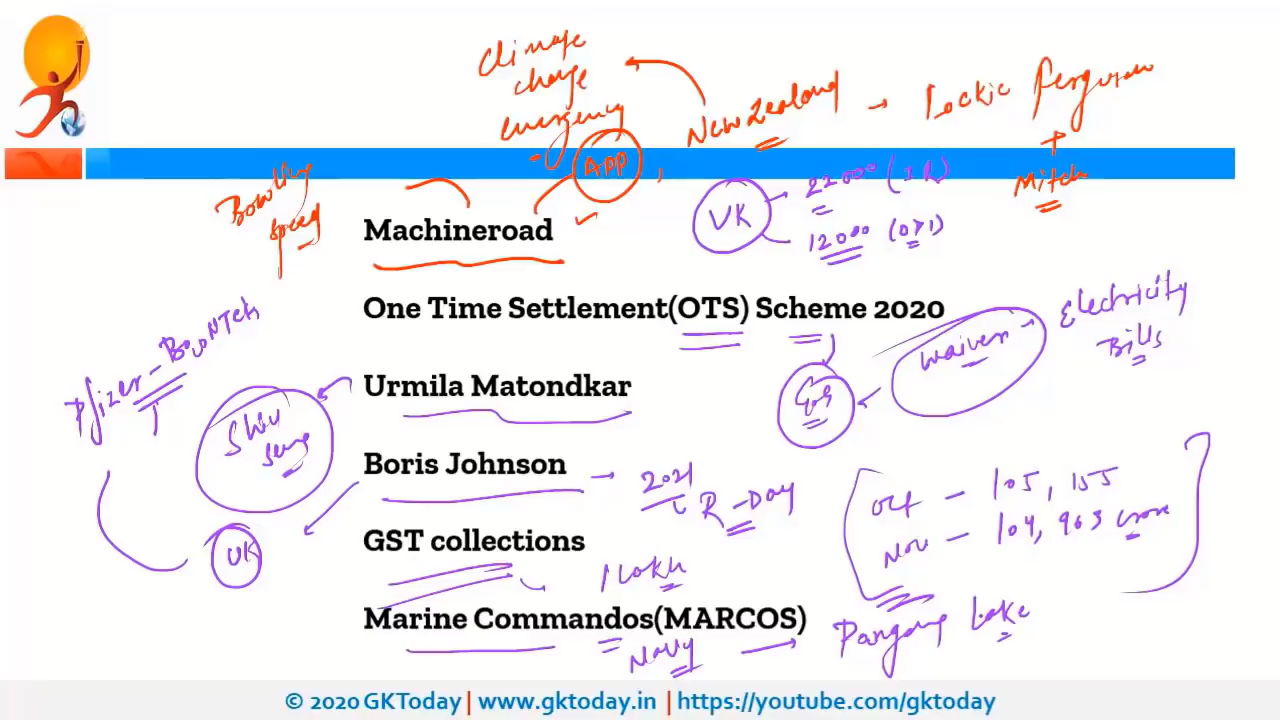 Climate
change
emergency
APP ,
New Zealand → Lockie Ferguson
+
Mitch
Bowling
speed
Machineroad
UK
22000 (IR)
12000 (OPI)
One Time Settlement(OTS) Scheme 2020
Waiver
Electricity
Bills
Pfizer - BioNTech
Urmila Matondkar
Shiv
Sena
Boris Johnson
2021
R-Day
UK
Oct - 105, 155
Nov - 104, 963 crore
GST collections
1 Lakh
Marine Commandos(MARCOS)
Navy → Pangong Lake
© 2020 GKToday | www.gktoday.in | https://youtube.com/gktoday